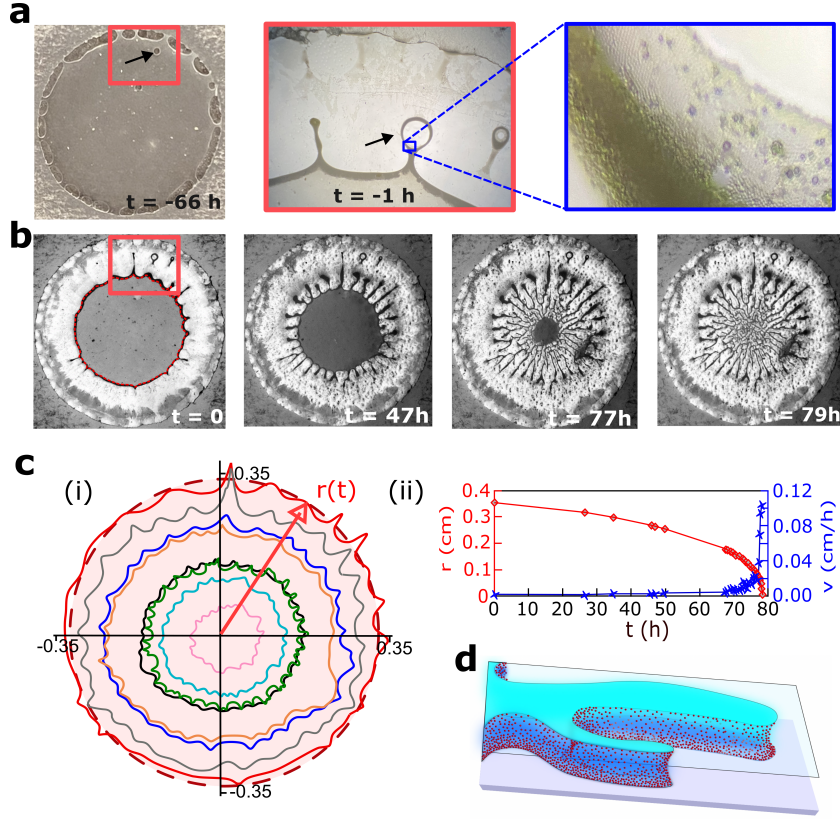 a
t = -66 h
t = -1 h
b
t = 0
t = 47h
t = 77h
t = 79h
c
(i)
0.35
r(t)
-0.35
0.35
-0.35
(ii)
0.4
0.3
0.2
0.1
0
r (cm)
0.12
0.08
0.04
0.00
v (cm/h)
0 10 20 30 40 50 60 70 80
t (h)
d